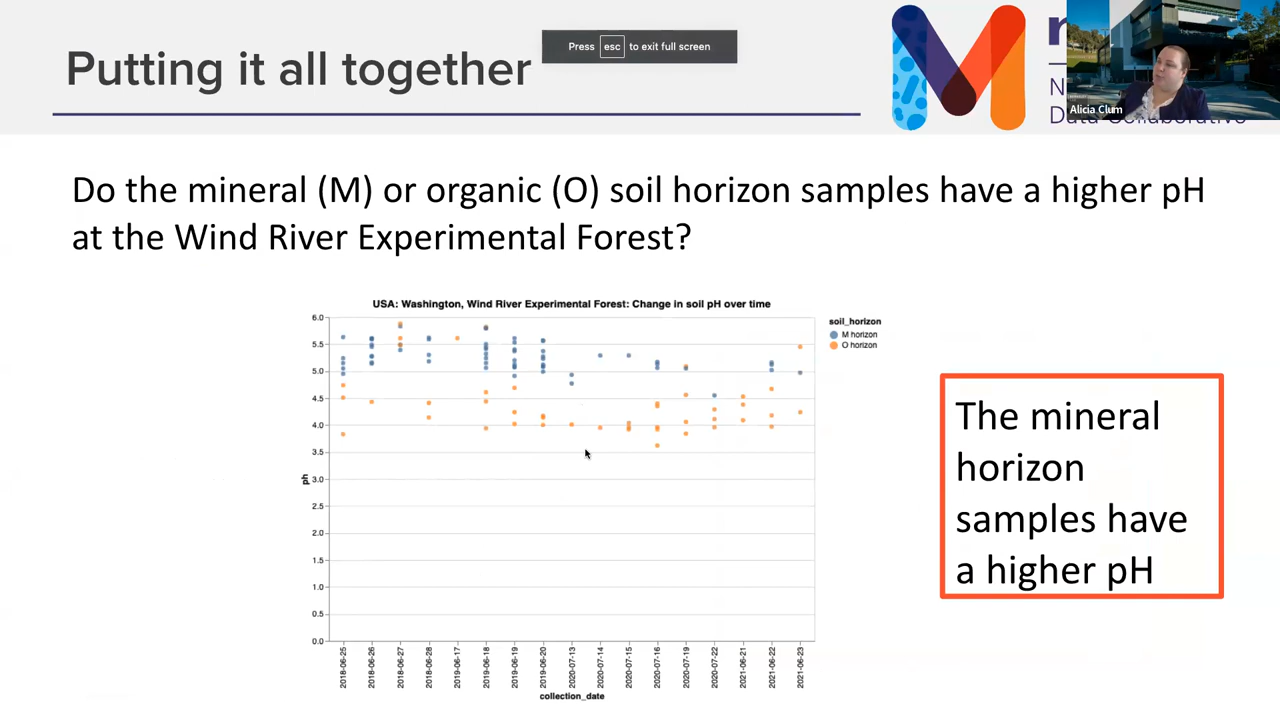 Putting it all together
Press esc to exit full screen
Alicia Clum
Do the mineral (M) or organic (O) soil horizon samples have a higher pH
at the Wind River Experimental Forest?
USA: Washington, Wind River Experimental Forest: Change in soil pH over time
soil_horizon
M horizon
O horizon
6.0
5.5
5.0
4.5
4.0
3.5
3.0
2.5
2.0
1.5
1.0
0.5
0.0
ph
2018-06-25
2018-06-26
2018-06-27
2018-06-28
2019-06-17
2019-06-18
2019-06-19
2019-06-20
2020-07-13
2020-07-14
2020-07-15
2020-07-16
2020-07-19
2020-07-22
2021-06-21
2021-06-22
2021-06-23
collection_date
The mineral
horizon
samples have
a higher pH